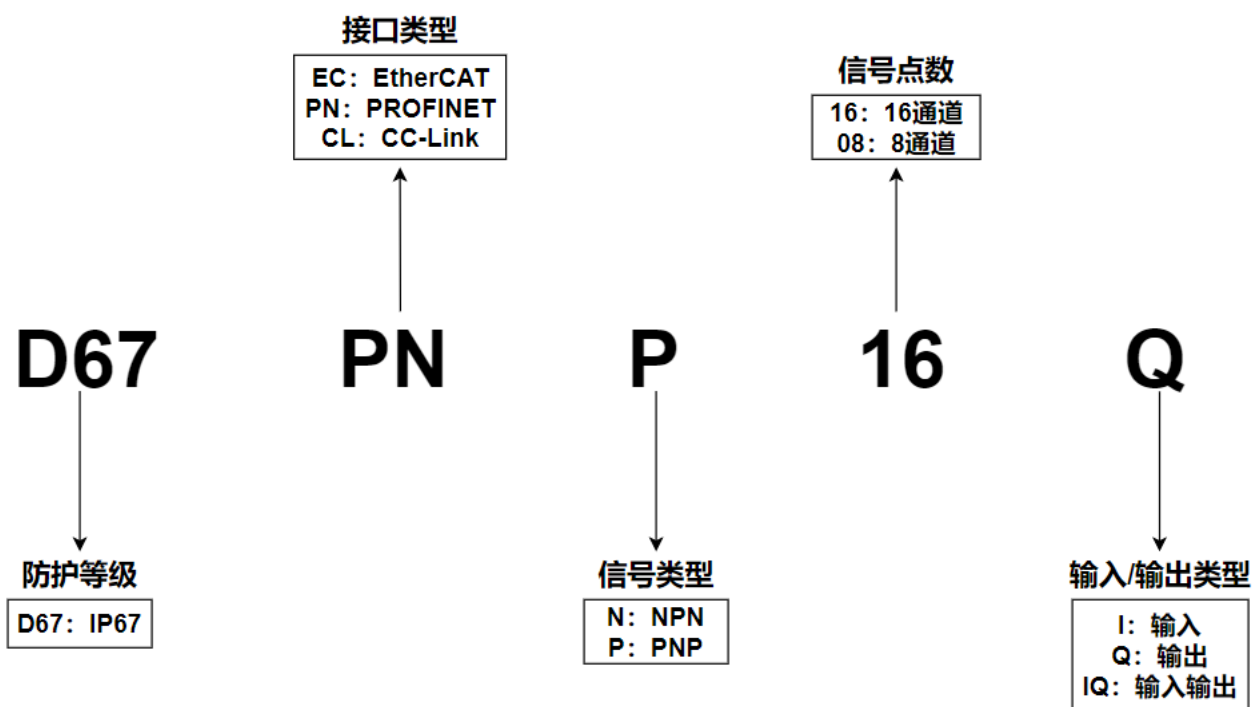 接口类型
EC：EtherCAT
PN：PROFINET
CL：CC-Link
信号点数
16：16通道
08：8通道
D67 PN P 16 Q
防护等级
D67：IP67
信号类型
N：NPN
P：PNP
输入/输出类型
I：输入
Q：输出
IQ：输入输出